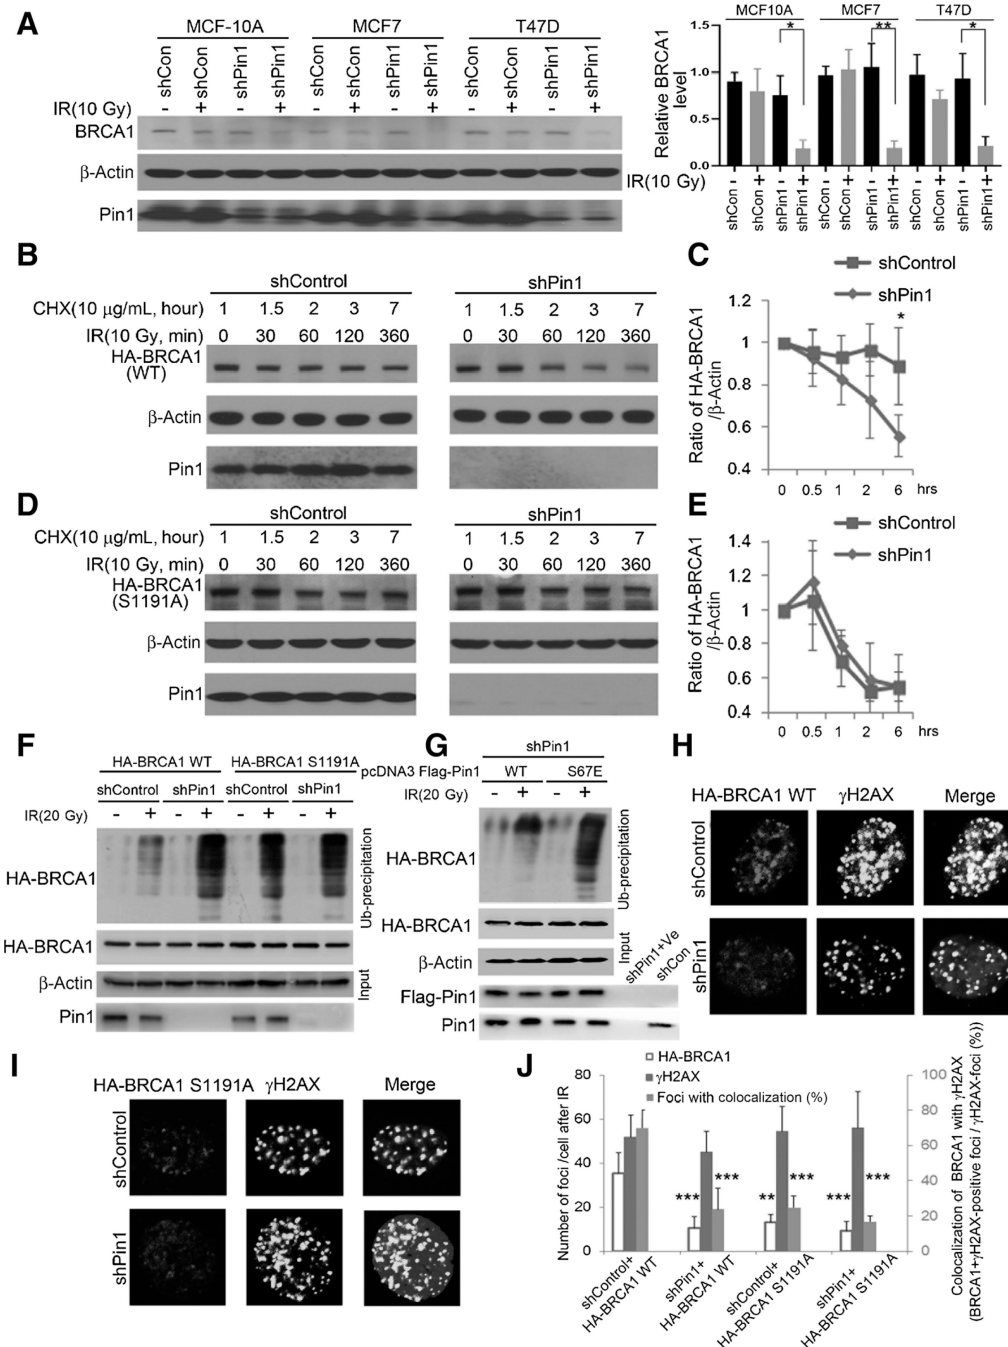 A
MCF-10A MCF7 T47D
shCon shCon shPin1 shPin1 shCon shCon shPin1 shPin1 shCon shCon shPin1 shPin1
IR(10 Gy) - + - + - + - + - + - +
BRCA1
β-Actin
Pin1
MCF10A MCF7 T47D
* ** *
Relative BRCA1
level
1.5
1.0
0.5
0.0
IR(10 Gy) - + - + - + - + - + - +
shCon shCon shPin1 shPin1 shCon shCon shPin1 shPin1 shCon shCon shPin1 shPin1
B
shControl shPin1
CHX(10 μg/mL, hour) 1 1.5 2 3 7 1 1.5 2 3 7
IR(10 Gy, min) 0 30 60 120 360 0 30 60 120 360
HA-BRCA1
(WT)
β-Actin
Pin1
C
shControl
shPin1
*
Ratio of HA-BRCA1
/β-Actin
1.2
1
0.8
0.6
0.4
0 0.5 1 2 6 hrs
D
shControl shPin1
CHX(10 μg/mL, hour) 1 1.5 2 3 7 1 1.5 2 3 7
IR(10 Gy, min) 0 30 60 120 360 0 30 60 120 360
HA-BRCA1
(S1191A)
β-Actin
Pin1
E
shControl
shPin1
Ratio of HA-BRCA1
/β-Actin
1.4
1.2
1
0.8
0.6
0.4
0 0.5 1 2 6 hrs
F
HA-BRCA1 WT HA-BRCA1 S1191A
shControl shPin1 shControl shPin1
IR(20 Gy) - + - + - + - +
HA-BRCA1
Ub-precipitation
HA-BRCA1
β-Actin
Input
Pin1
G
shPin1
pcDNA3 Flag-Pin1 WT S67E
IR(20 Gy) - + - +
HA-BRCA1
Ub-precipitation
HA-BRCA1
β-Actin
Input
shPin1+Ve
shCon
Flag-Pin1
Pin1
H
HA-BRCA1 WT γH2AX Merge
shControl
shPin1
I
HA-BRCA1 S1191A γH2AX Merge
shControl
shPin1
J
HA-BRCA1
γH2AX
Foci with colocalization (%)
Number of foci /cell after IR
80
60
40
20
0
*** *** ** *** *** ***
100
80
60
40
20
0
Colocalization of BRCA1 with γH2AX
(BRCA1+γH2AX-positive foci / γH2AX-foci (%))
shControl+
HA-BRCA1 WT
shPin1+
HA-BRCA1 WT
shControl+
HA-BRCA1 S1191A
shPin1+
HA-BRCA1 S1191A